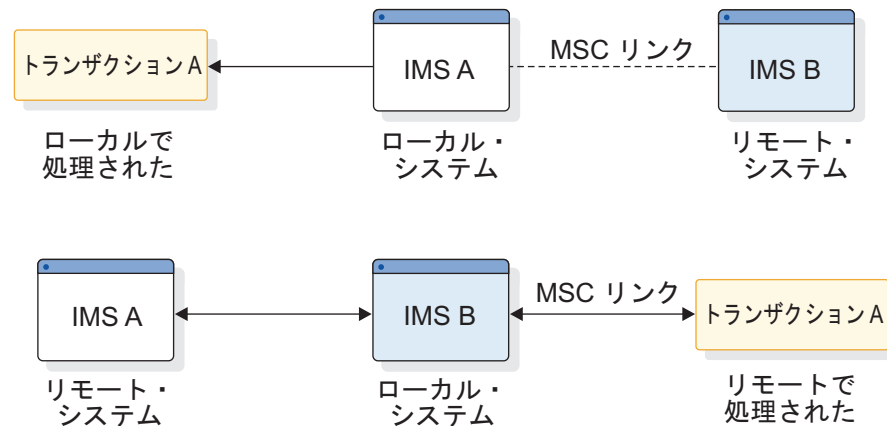 トランザクション A
IMS A
MSC リンク
IMS B
ローカルで
処理された
ローカル・
システム
リモート・
システム
IMS A
IMS B
MSC リンク
トランザクション A
リモート・
システム
ローカル・
システム
リモートで
処理された